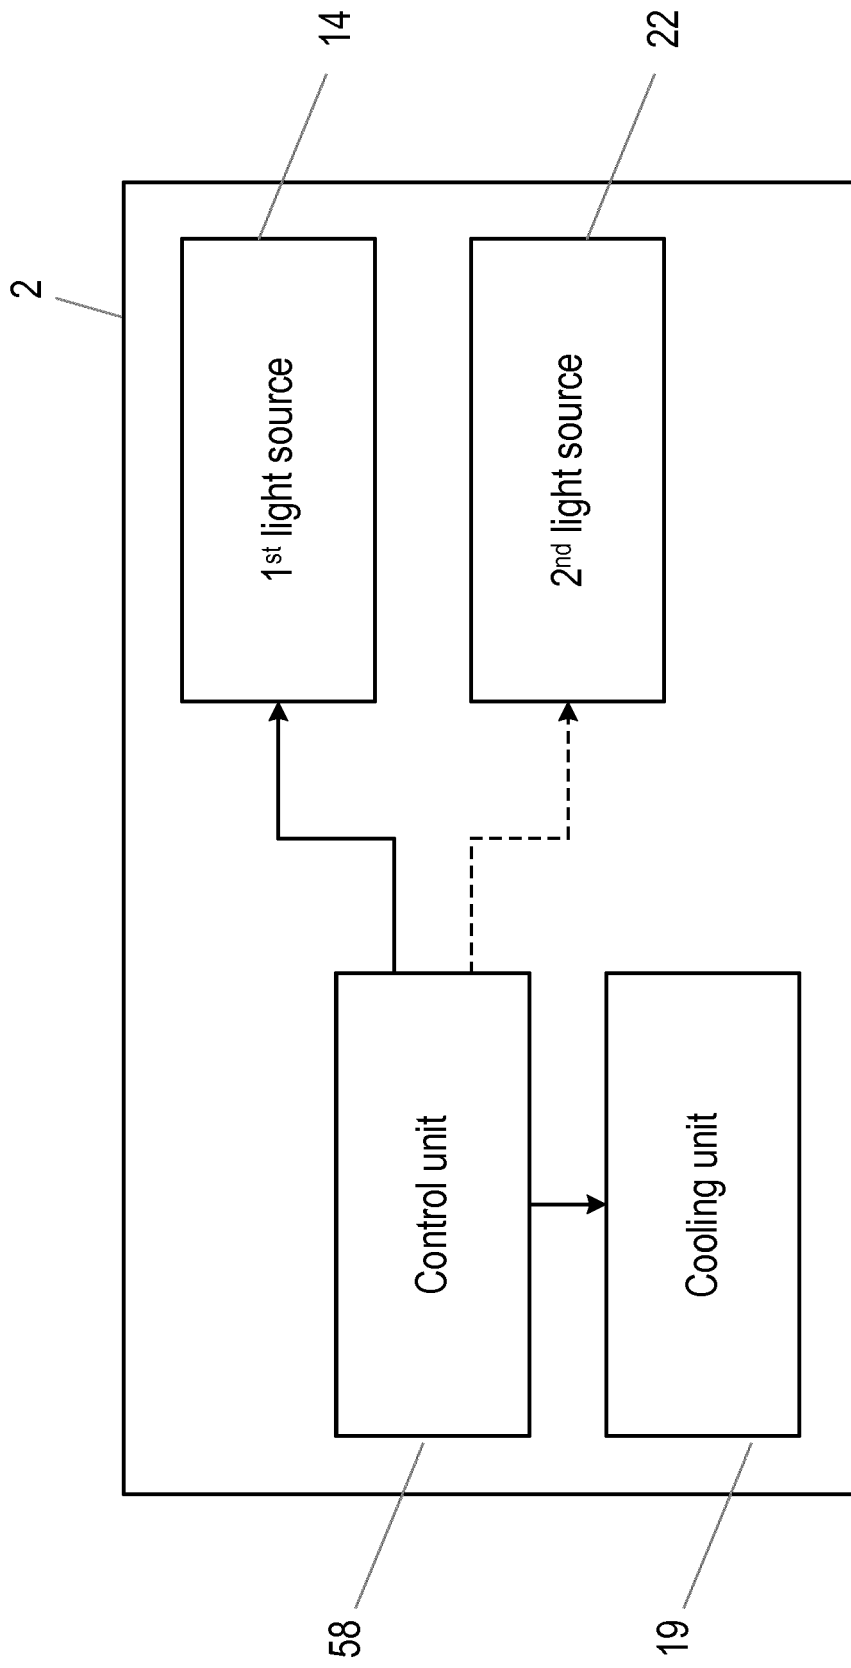 2
14
1st light source
22
2nd light source
58
Control unit
19
Cooling unit